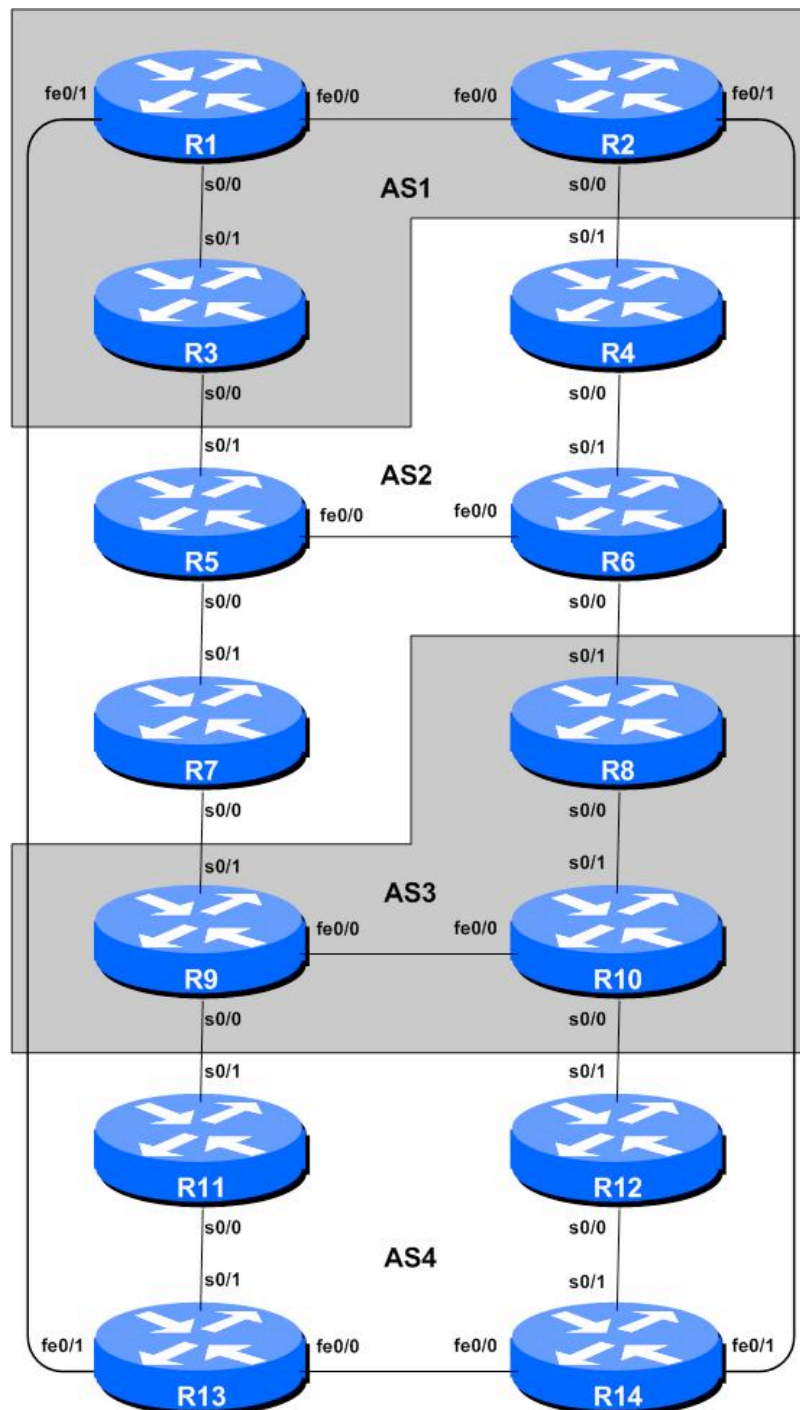 fe0/1 fe0/0 fe0/0 fe0/1
R1 R2
s0/0 AS1 s0/0
s0/1 s0/1
R3 R4
s0/0 s0/0
s0/1 AS2 s0/1
fe0/0 fe0/0
R5 R6
s0/0 s0/0
s0/1 s0/1
R7 R8
s0/0 s0/0
s0/1 AS3 s0/1
fe0/0 fe0/0
R9 R10
s0/0 s0/0
s0/1 s0/1
R11 R12
s0/0 AS4 s0/0
s0/1 s0/1
fe0/1 fe0/0 fe0/0 fe0/1
R13 R14